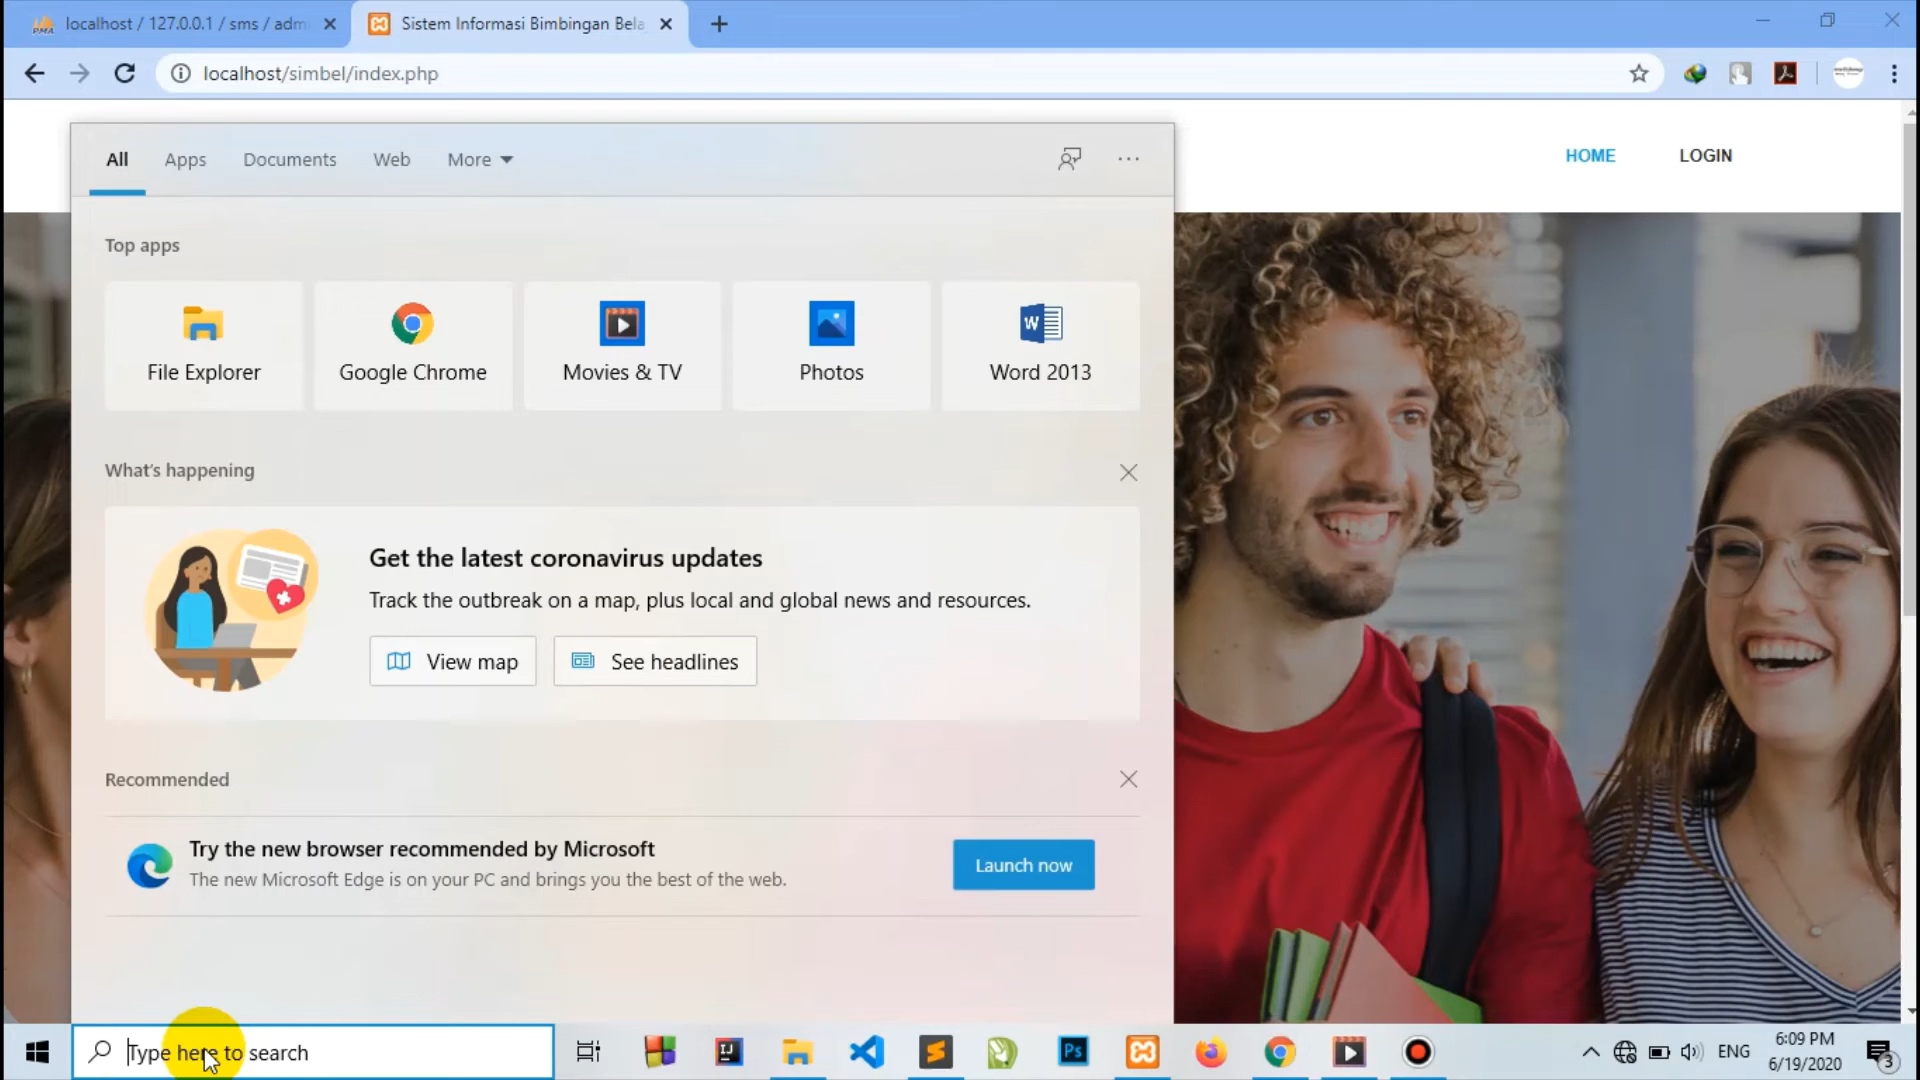 localhost / 127.0.0.1 / sms / adm
Sistem Informasi Bimbingan Bela
localhost/simbel/index.php
All
Apps
Documents
Web
More
HOME
LOGIN
Top apps
File Explorer
Google Chrome
Movies & TV
Photos
Word 2013
What's happening
Get the latest coronavirus updates
Track the outbreak on a map, plus local and global news and resources.
View map
See headlines
Recommended
Try the new browser recommended by Microsoft
The new Microsoft Edge is on your PC and brings you the best of the web.
Launch now
Type here to search
ENG
6:09 PM
6/19/2020
3